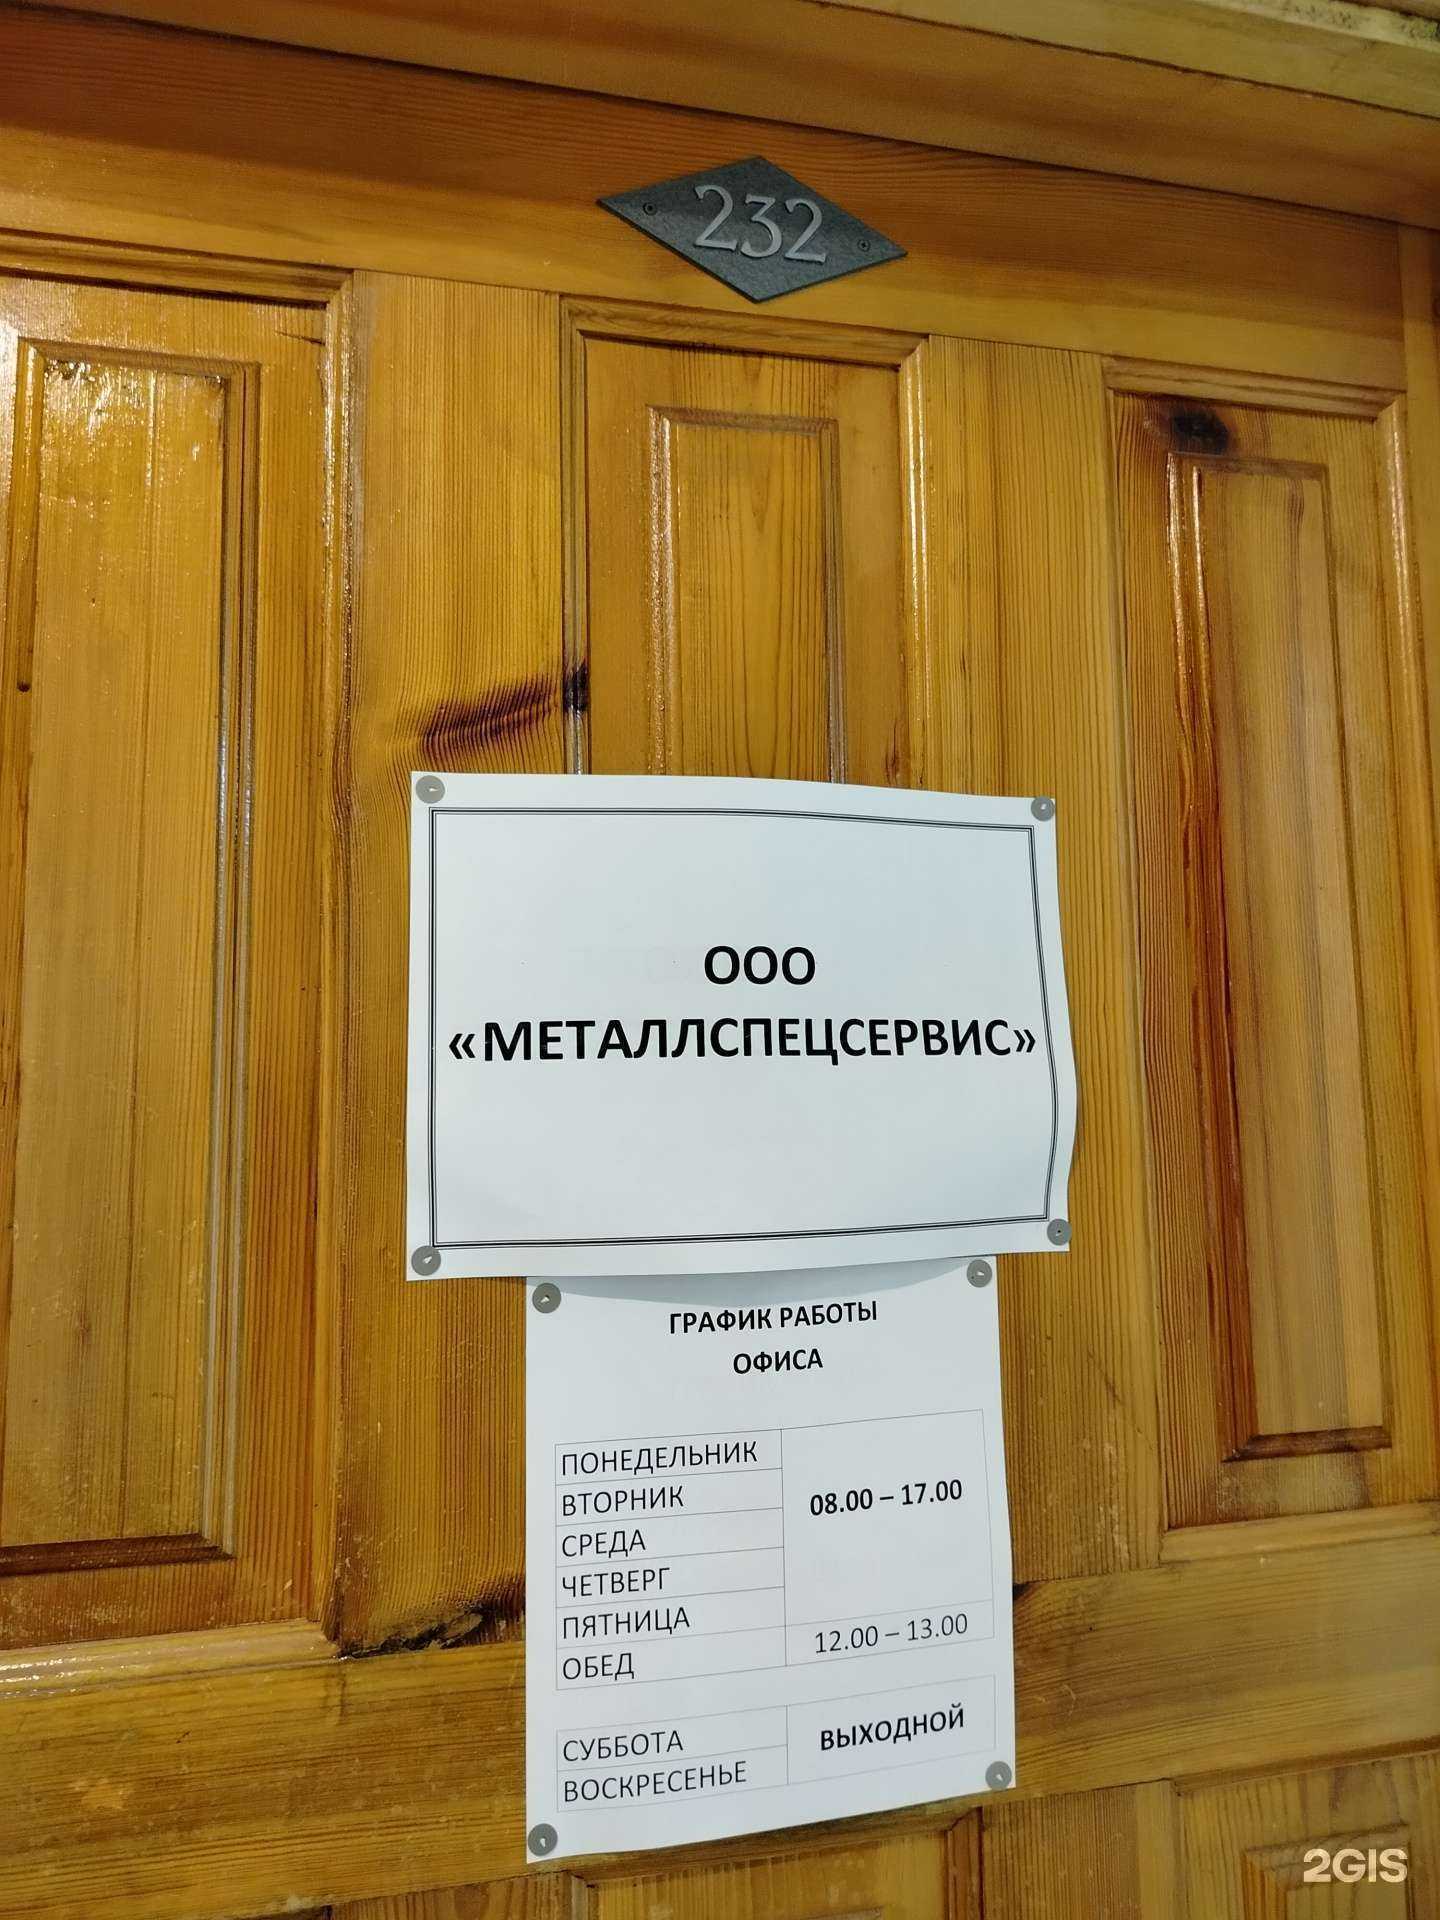 232
ООО
«МЕТАЛЛСПЕЦСЕРВИС»
ГРАФИК РАБОТЫ
ОФИСА
ПОНЕДЕЛЬНИК
ВТОРНИК
08.00 – 17.00
СРЕДА
ЧЕТВЕРГ
ПЯТНИЦА
ОБЕД
12.00 – 13.00
СУББОТА
ВЫХОДНОЙ
ВОСКРЕСЕНЬЕ
2GIS